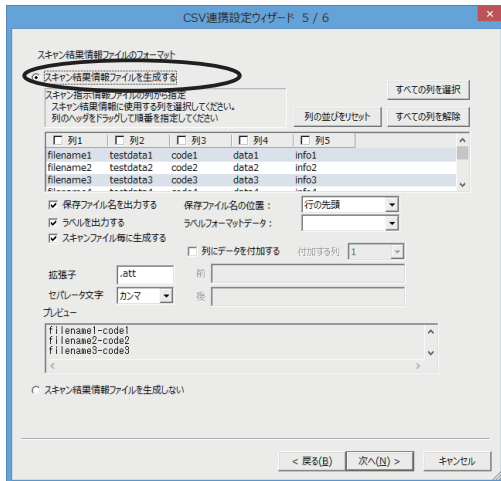 CSV連携設定ウィザード 5 / 6
スキャン結果情報ファイルのフォーマット
スキャン結果情報ファイルを生成する
スキャン指示情報ファイルの列から指定
スキャン結果情報に使用する列を選択してください。
列のヘッダをドラッグして順番を指定してください
すべての列を選択
列の並びをリセット
すべての列を解除
列1 列2 列3 列4 列5
filename1 testdata1 code1 data1 info1
filename2 testdata2 code2 data2 info2
filename3 testdata3 code3 data3 info3
保存ファイル名を出力する 保存ファイル名の位置： 行の先頭
ラベルを出力する ラベルフォーマットデータ：
スキャンファイル毎に生成する
列にデータを付加する 付加する列 1
拡張子 .att 前
セパレータ文字 カンマ 後
プレビュー
filename1-code1
filename2-code2
filename3-code3
スキャン結果情報ファイルを生成しない
< 戻る(B) 次へ(N) > キャンセル